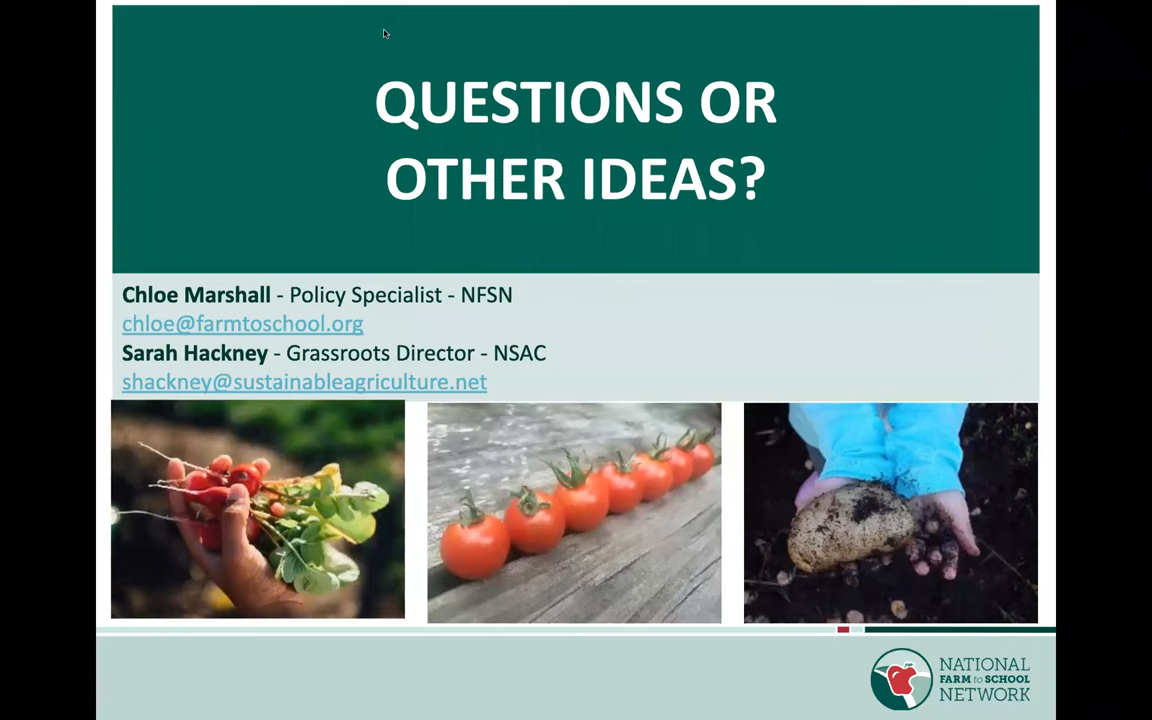 QUESTIONS OR
OTHER IDEAS?
Chloe Marshall - Policy Specialist - NFSN
chloe@farmtoschool.org
Sarah Hackney - Grassroots Director - NSAC
shackney@sustainableagriculture.net
NATIONAL
FARM to SCHOOL
NETWORK